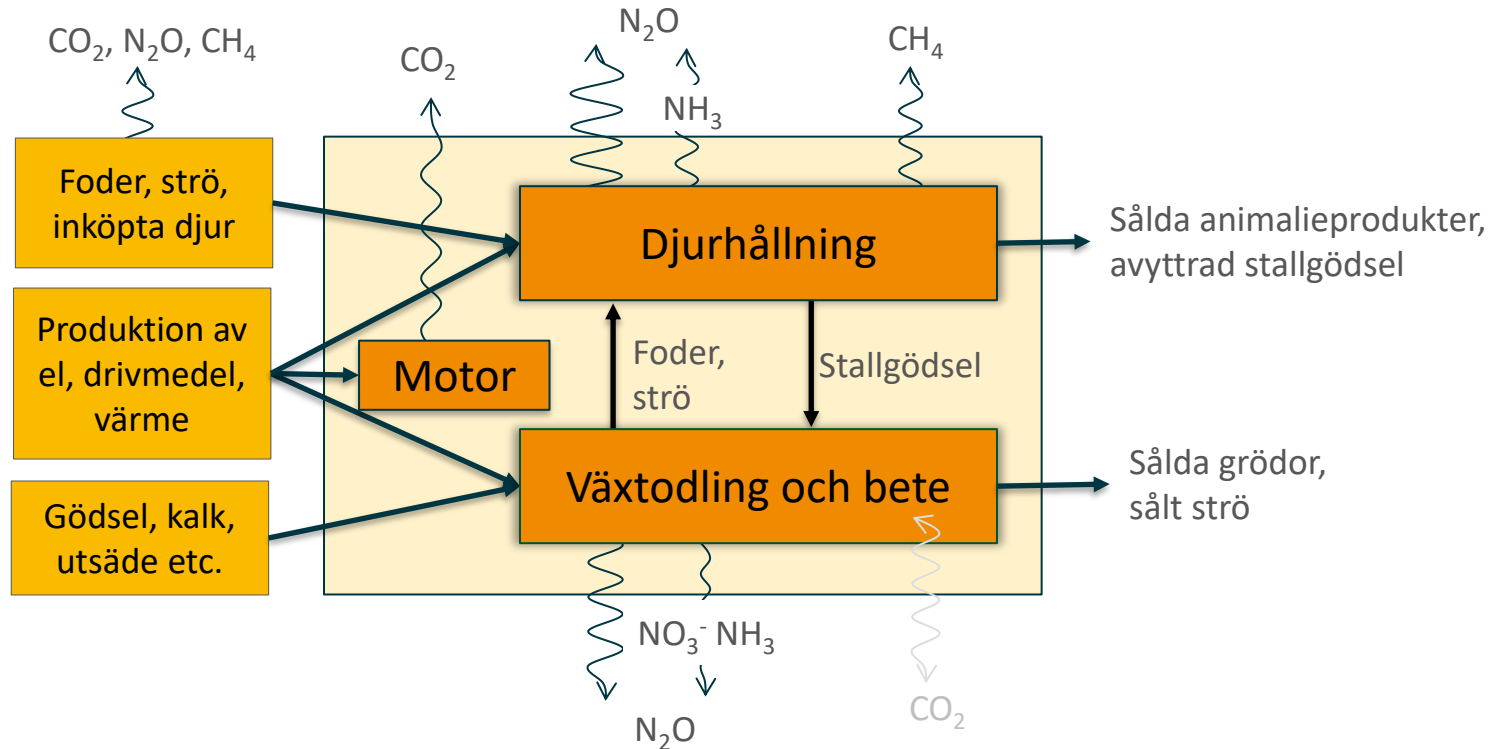 N₂O
CO₂, N₂O, CH₄
CH₄
CO₂
NH₃
Foder, strö,
inköpta djur
Djurhållning
Sålda animalieprodukter,
avyttrad stallgödsel
Produktion av
el, drivmedel,
värme
Motor
Foder,
strö
Stallgödsel
Växtodling och bete
Sålda grödor,
sålt strö
Gödsel, kalk,
utsäde etc.
NO₃⁻ NH₃
CO₂
N₂O